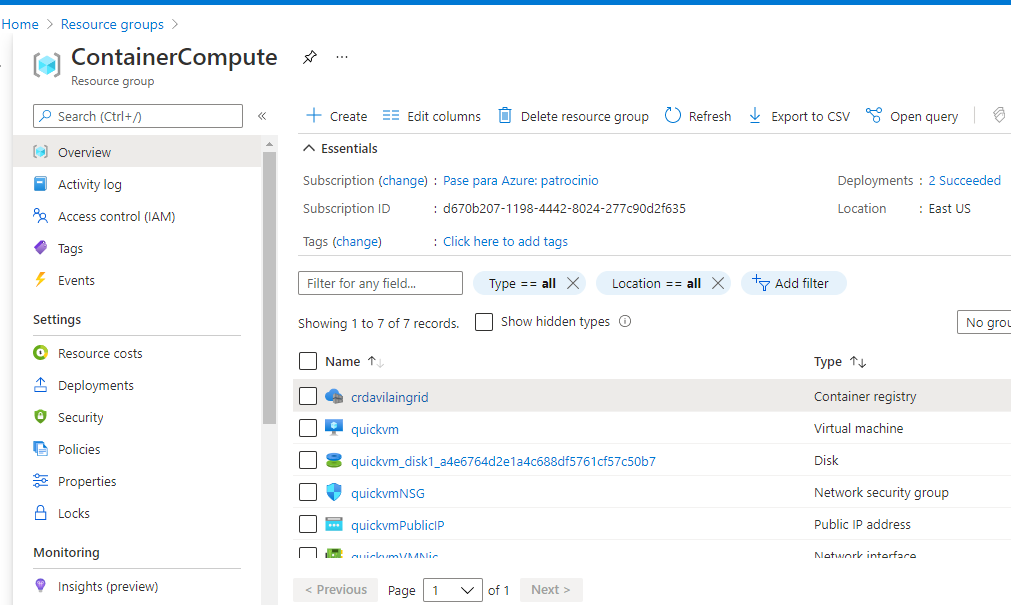 Home > Resource groups >
ContainerCompute
Resource group
Search (Ctrl+/)
«
Overview
Activity log
Access control (IAM)
Tags
Events
Settings
Resource costs
Deployments
Security
Policies
Properties
Locks
Monitoring
Insights (preview)
Create Edit columns Delete resource group Refresh Export to CSV Open query
Essentials
Subscription (change) : Pase para Azure: patrocinio
Deployments : 2 Succeeded
Subscription ID : d670b207-1198-4442-8024-277c90d2f635
Location : East US
Tags (change) : Click here to add tags
Filter for any field... Type == all Location == all Add filter
Showing 1 to 7 of 7 records. Show hidden types
No grou
Name Type
crdavilaingrid Container registry
quickvm Virtual machine
quickvm_disk1_a4e6764d2e1a4c688df5761cf57c50b7 Disk
quickvmNSG Network security group
quickvmPublicIP Public IP address
quickvmVMNic Network interface
< Previous Page 1 of 1 Next >